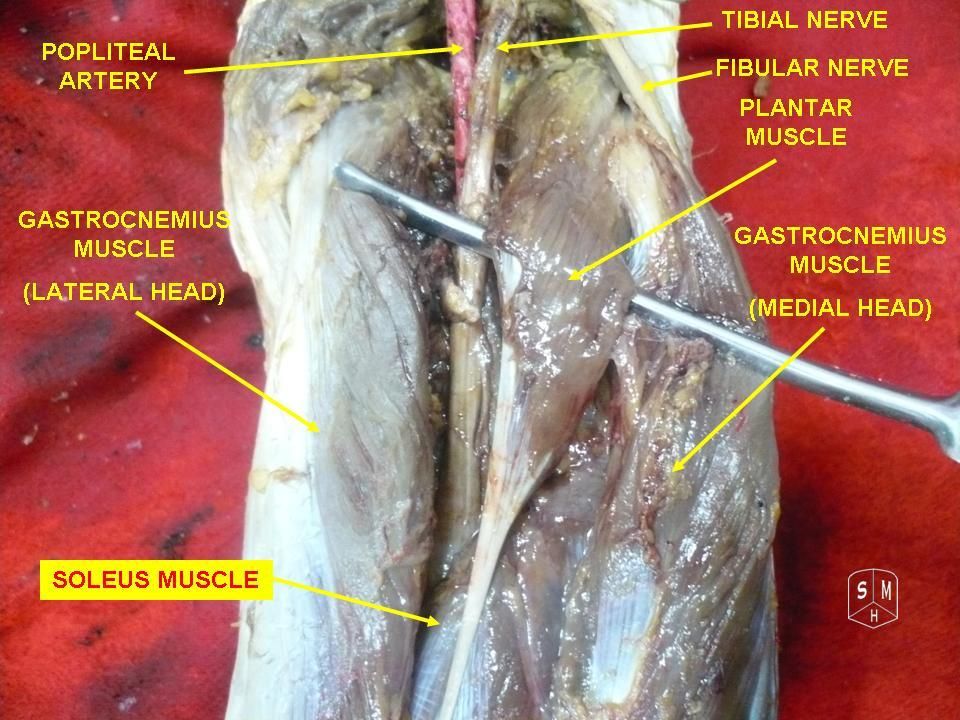 TIBIAL NERVE
POPLITEAL
ARTERY
FIBULAR NERVE
PLANTAR
MUSCLE
GASTROCNEMIUS
MUSCLE
(LATERAL HEAD)
GASTROCNEMIUS
MUSCLE
(MEDIAL HEAD)
SOLEUS MUSCLE
S M
H